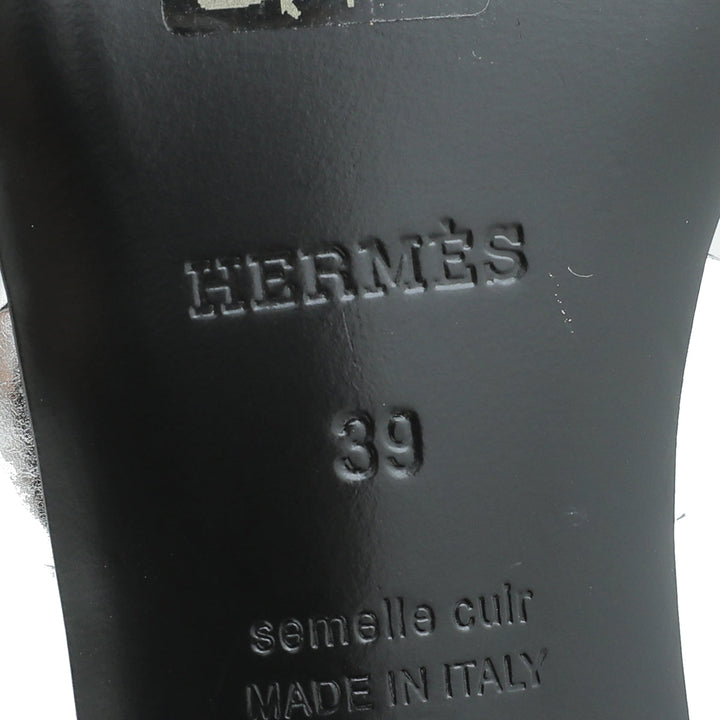 HERMÈS
39
semelle cuir
MADE IN ITALY